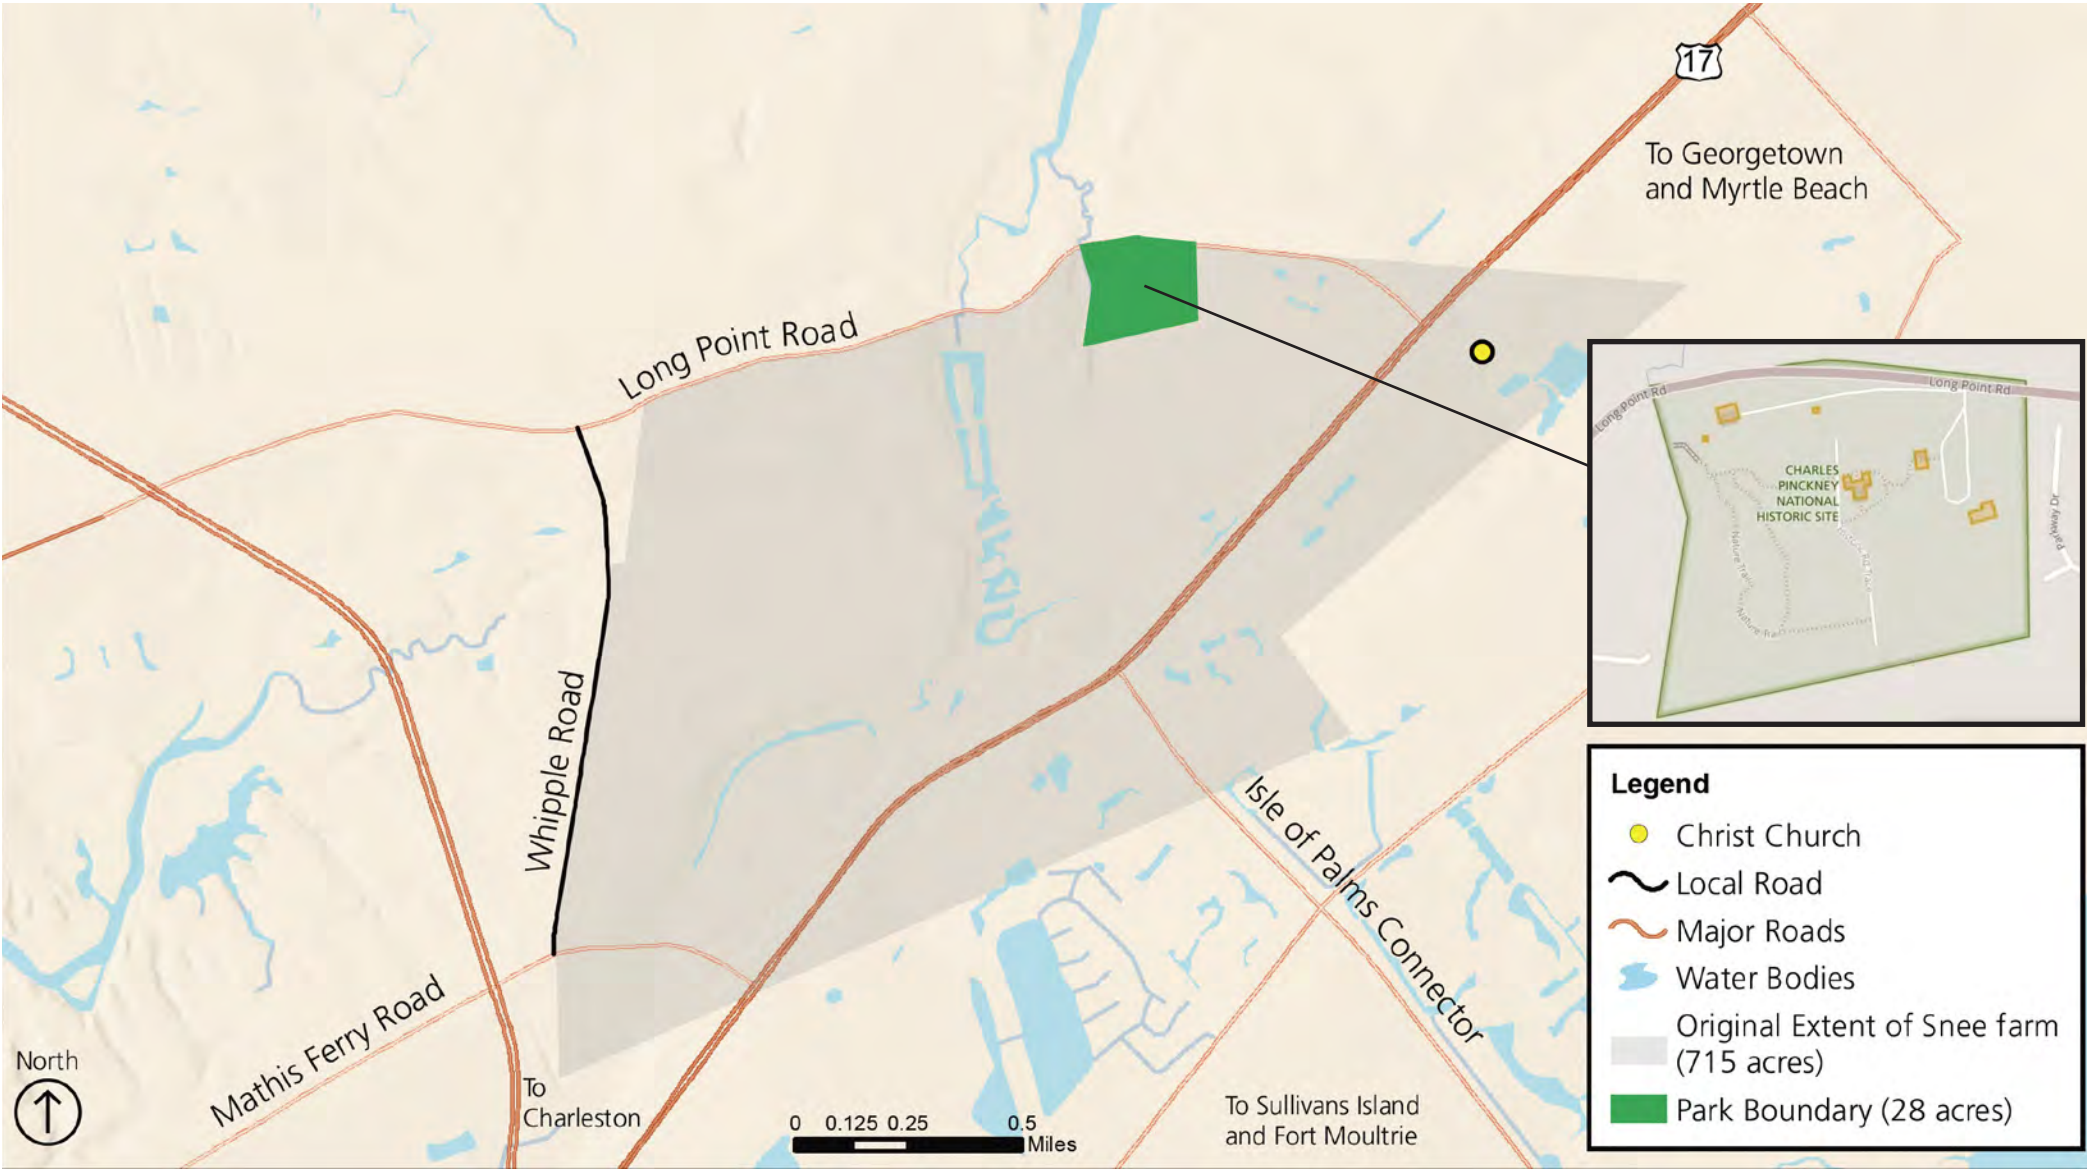 17
To Georgetown
and Myrtle Beach
Long Point Road
Long Point Rd
Long Point Rd
CHARLES
PINCKNEY
NATIONAL
HISTORIC SITE
Nature Trail
Nature Trail
Parkway Dr
Whipple Road
Isle of Palms Connector
Mathis Ferry Road
North
To
Charleston
0 0.125 0.25 0.5
Miles
To Sullivans Island
and Fort Moultrie
Legend
Christ Church
Local Road
Major Roads
Water Bodies
Original Extent of Snee farm
(715 acres)
Park Boundary (28 acres)